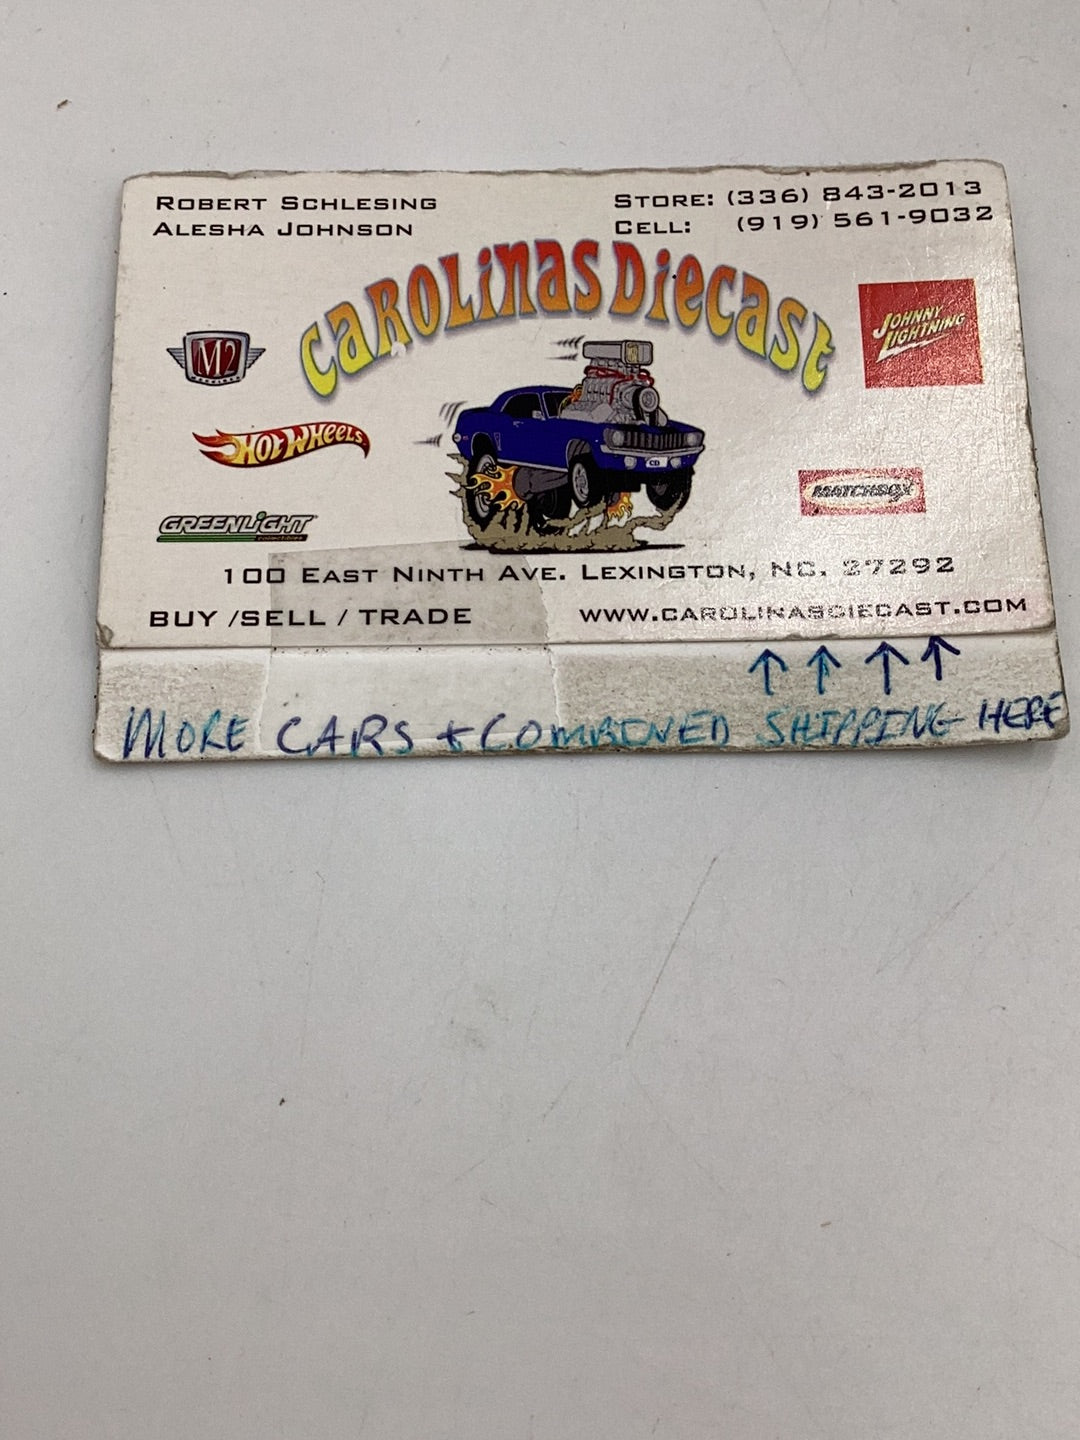 ROBERT SCHLESING
ALESHA JOHNSON
STORE: (336) 843-2013
CELL: (919) 561-9032
CAROLINAS DIECAST
M2
JOHNNY
LIGHTNING
HOT WHEELS
CD
MATCHBOX
GREENLIGHT
collectibles
100 EAST NINTH AVE. LEXINGTON, NC. 27292
BUY /SELL / TRADE
WWW.CAROLINASDIECAST.COM
↑ ↑ ↑ ↑
MORE CARS + COMBINED SHIPPING HERE